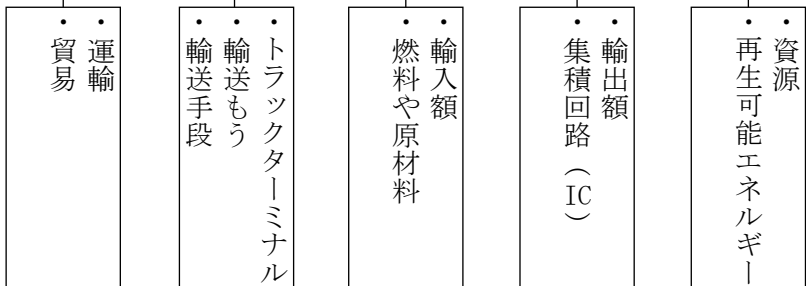 ・資源
・再生可能エネルギー
・輸出額
・集積回路（IC）
・輸入額
・燃料や原材料
・トラックターミナル
・輸送もう
・輸送手段
・運輸
・貿易